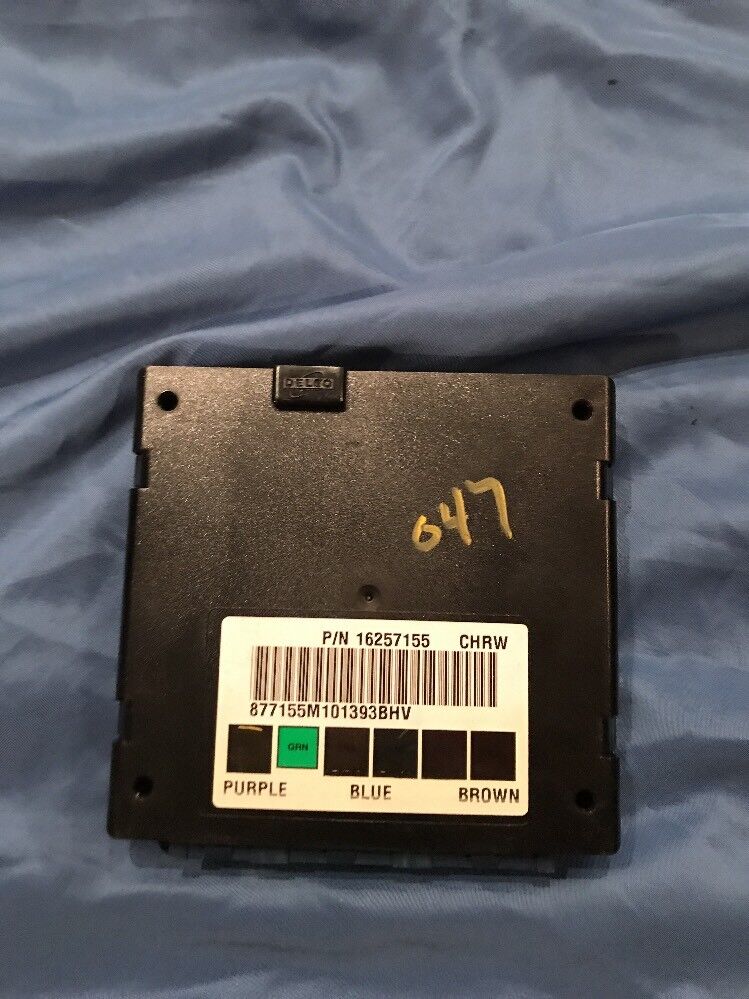 DELCO
047
P/N 16257155 CHRW
877155M101393BHV
GRN
PURPLE BLUE BROWN